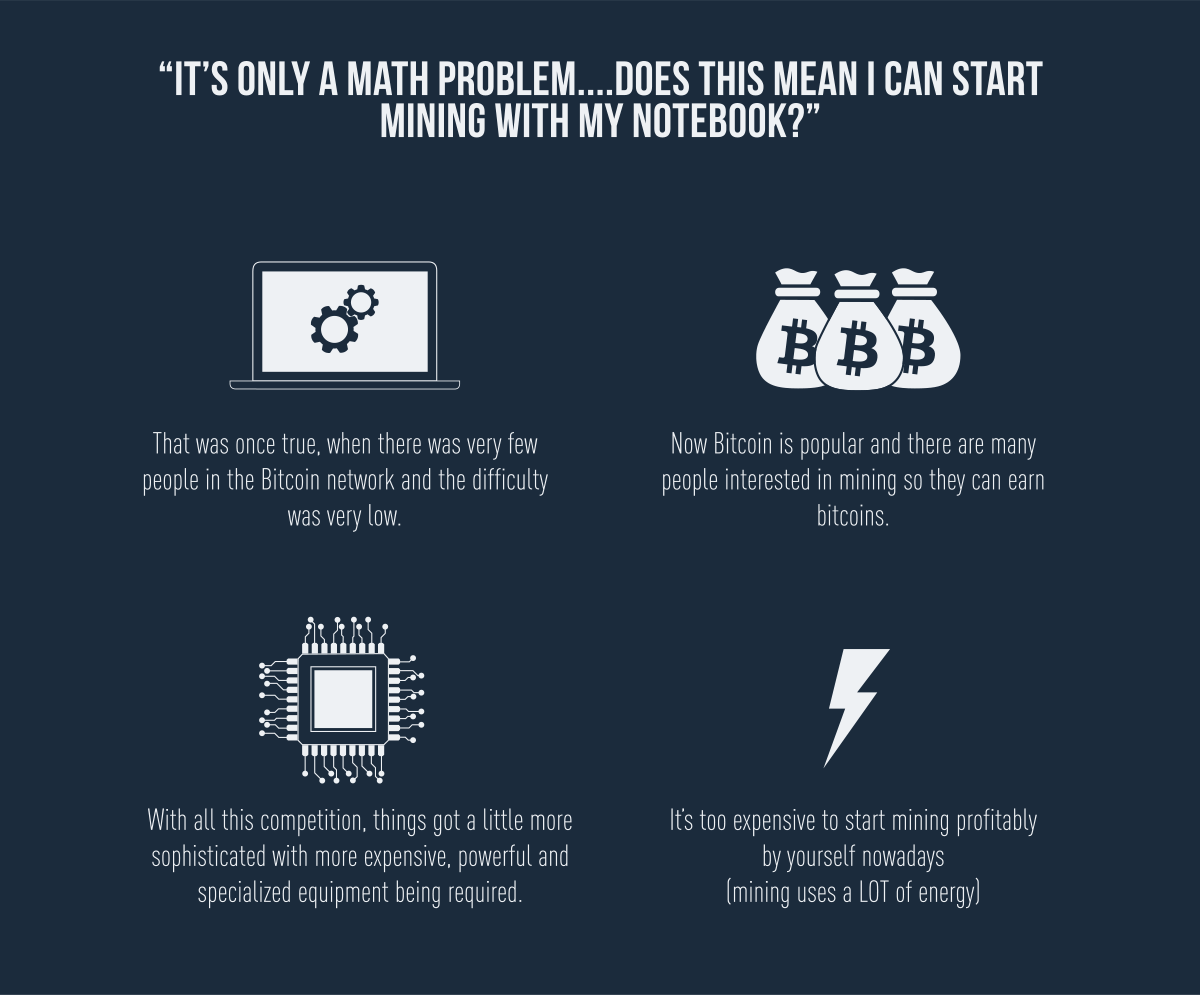 “IT’S ONLY A MATH PROBLEM....DOES THIS MEAN I CAN START
MINING WITH MY NOTEBOOK?”
That was once true, when there was very few
people in the Bitcoin network and the difficulty
was very low.
Now Bitcoin is popular and there are many
people interested in mining so they can earn
bitcoins.
With all this competition, things got a little more
sophisticated with more expensive, powerful and
specialized equipment being required.
It’s too expensive to start mining profitably
by yourself nowadays
(mining uses a LOT of energy)